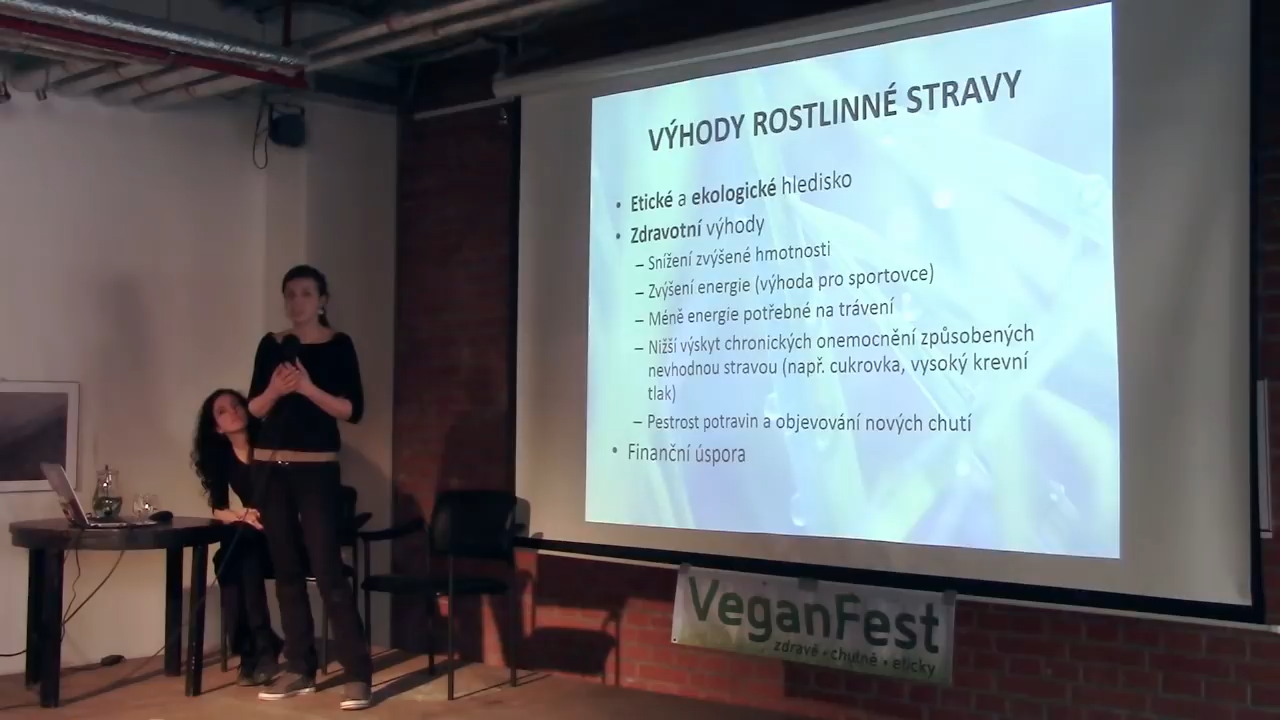 VÝHODY ROSTLINNÉ STRAVY
• Etické a ekologické hledisko
• Zdravotní výhody
– Snížení zvýšené hmotnosti
– Zvýšení energie (výhoda pro sportovce)
– Méně energie potřebné na trávení
– Nižší výskyt chronických onemocnění způsobených
nevhodnou stravou (např. cukrovka, vysoký krevní
tlak)
– Pestrost potravin a objevování nových chutí
• Finanční úspora
VeganFest
zdravě • chutně • eticky